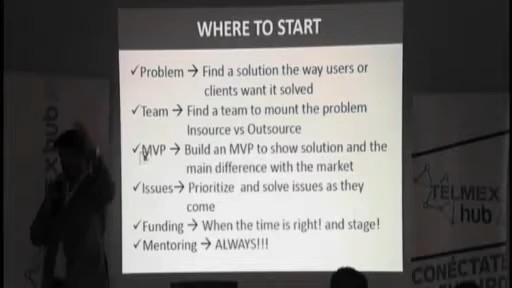 WHERE TO START
✓Problem → Find a solution the way users or
clients want it solved
✓Team → Find a team to mount the problem
Insource vs Outsource
✓MVP → Build an MVP to show solution and the
main difference with the market
✓Issues→ Prioritize and solve issues as they
come
✓Funding → When the time is right! and stage!
✓Mentoring → ALWAYS!!!
hub
TELMEX
hub
CONÉCTATE